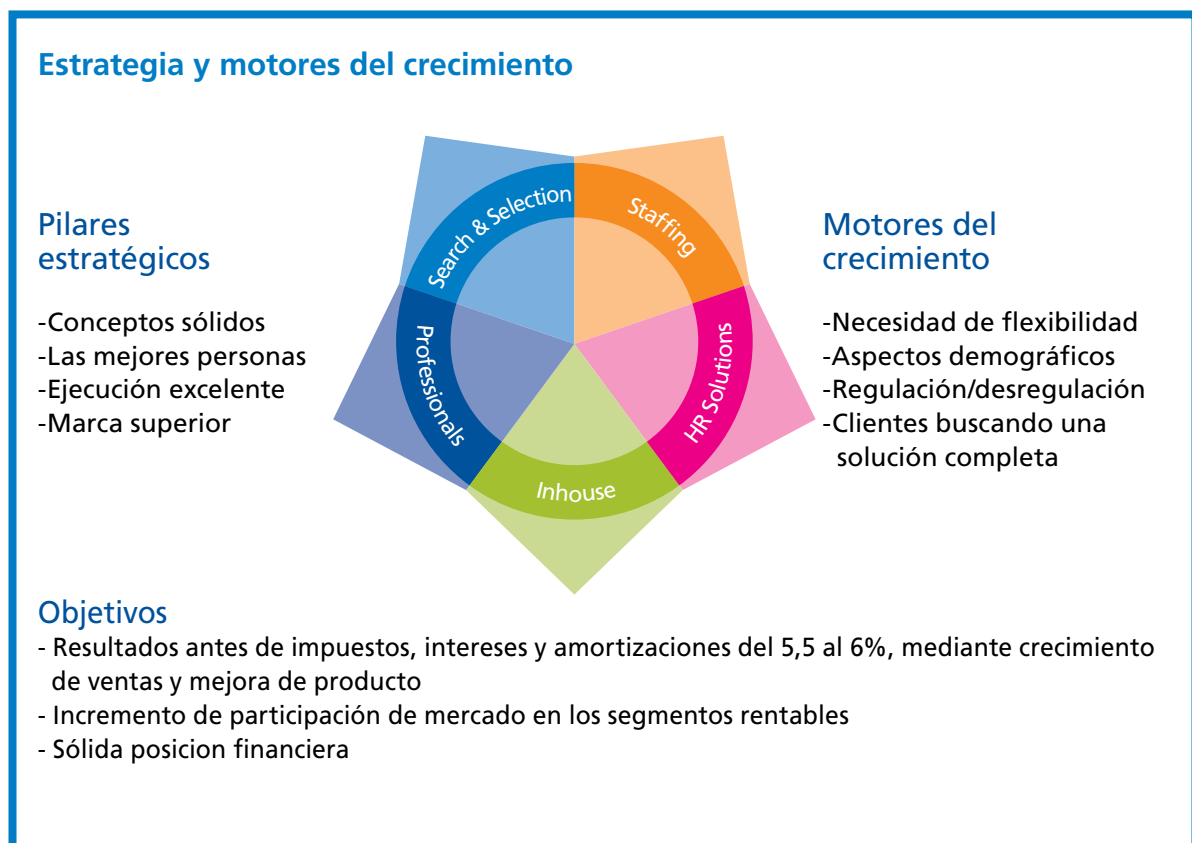 Estrategia y motores del crecimiento
Pilares
estratégicos
-Conceptos sólidos
-Las mejores personas
-Ejecución excelente
-Marca superior
Search & Selection
Staffing
Professionals
HR Solutions
Inhouse
Motores del
crecimiento
-Necesidad de flexibilidad
-Aspectos demográficos
-Regulación/desregulación
-Clientes buscando una
solución completa
Objetivos
- Resultados antes de impuestos, intereses y amortizaciones del 5,5 al 6%, mediante crecimiento
de ventas y mejora de producto
- Incremento de participación de mercado en los segmentos rentables
- Sólida posicion financiera